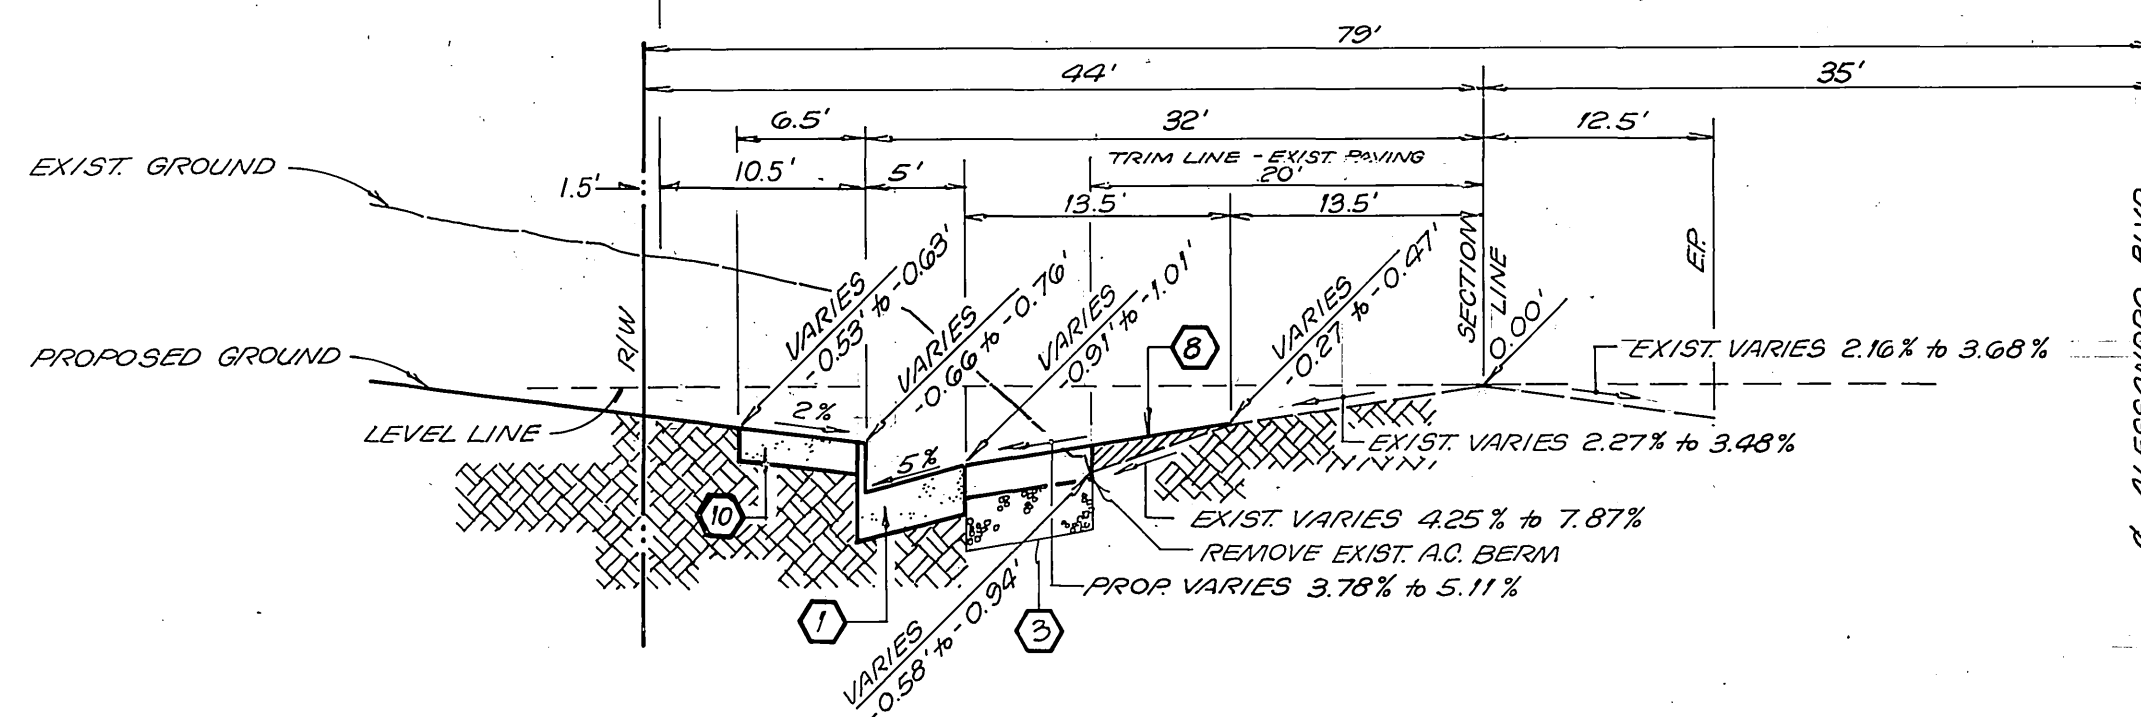 79'
44'
35'
6.5'
32'
12.5'
TRIM LINE - EXIST. PAVING
20'
EXIST. GROUND
1.5'
10.5'
5'
13.5'
13.5'
VARIES
-0.53' to -0.63'
VARIES
-0.66 to -0.76'
VARIES
-0.91' to -1.01'
VARIES
-0.27 to -0.47'
SECTION
LINE
0.00'
E.P.
R/W
PROPOSED GROUND
8
EXIST. VARIES 2.16% to 3.68%
LEVEL LINE
2%
EXIST. VARIES 2.27% to 3.48%
5%
10
EXIST. VARIES 4.25% to 7.87%
REMOVE EXIST. A.C. BERM
PROP. VARIES 3.78% to 5.11%
1
3
VARIES
-0.58' to -0.94'